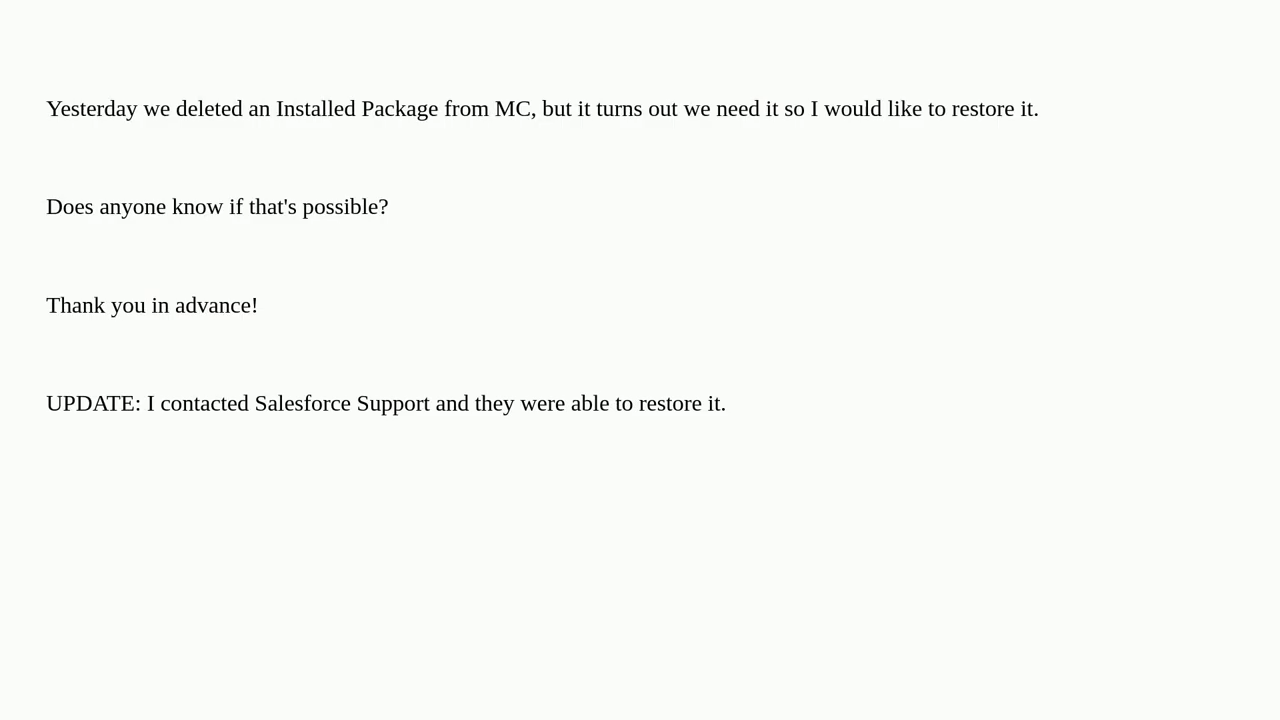 Yesterday we deleted an Installed Package from MC, but it turns out we need it so I would like to restore it.
Does anyone know if that's possible?
Thank you in advance!
UPDATE: I contacted Salesforce Support and they were able to restore it.